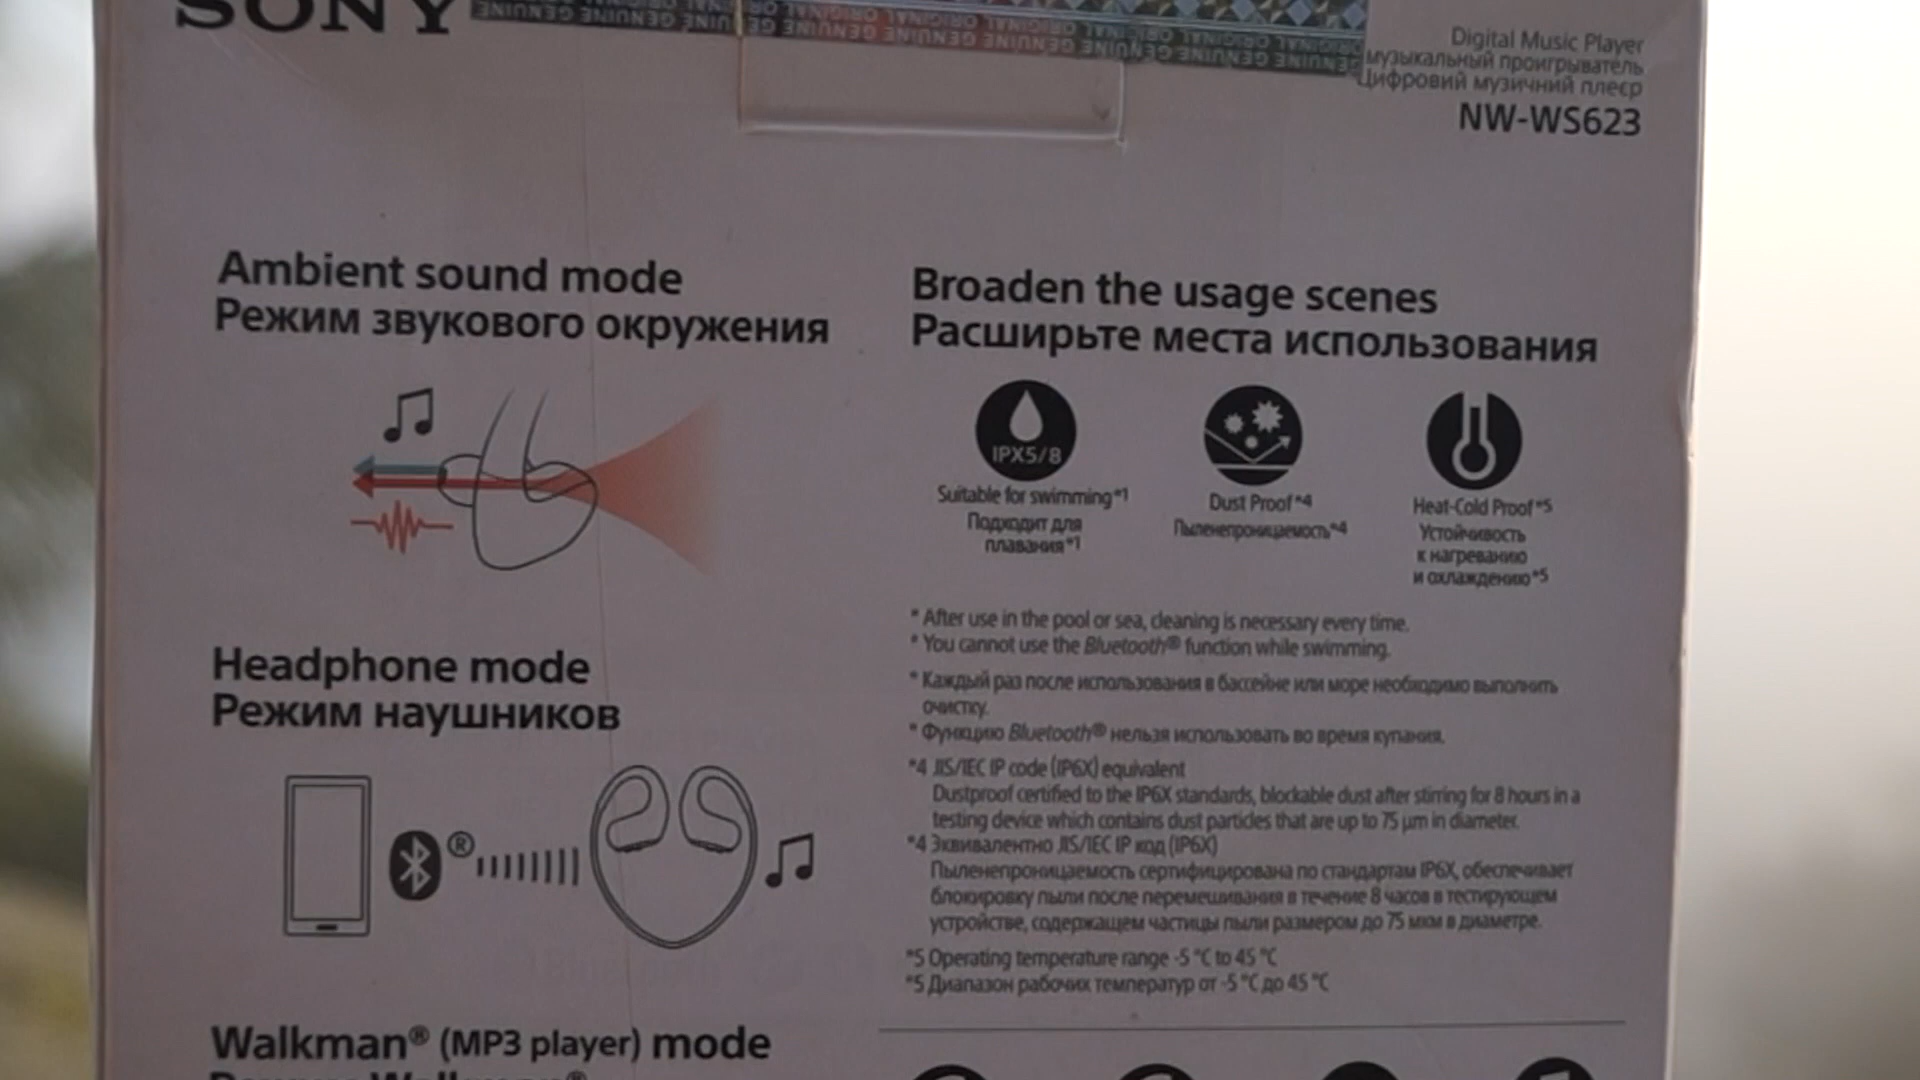 SONY
Digital Music Player
музыкальный проигрыватель
Цифровий музичний плеєр
NW-WS623
Ambient sound mode
Режим звукового окружения
Headphone mode
Режим наушников
®
Walkman® (MP3 player) mode
Broaden the usage scenes
Расширьте места использования
IPX5/8
Suitable for swimming*1
Подходит для
плавания*1
Dust Proof*4
Пыленепроницаемость*4
Heat-Cold Proof*5
Устойчивость
к нагреванию
и охлаждению*5
* After use in the pool or sea, cleaning is necessary every time.
* You cannot use the Bluetooth® function while swimming.
* Каждый раз после использования в бассейне или море необходимо выполнить
очистку.
* Функцию Bluetooth® нельзя использовать во время купания.
*4 JIS/IEC IP code (IP6X) equivalent
Dustproof certified to the IP6X standards, blockable dust after stirring for 8 hours in a
testing device which contains dust particles that are up to 75 μm in diameter.
*4 Эквивалентно JIS/IEC IP код (IP6X)
Пыленепроницаемость сертифицирована по стандартам IP6X, обеспечивает
блокировку пыли после перемешивания в течение 8 часов в тестирующем
устройстве, содержащем частицы пыли размером до 75 мкм в диаметре.
*5 Operating temperature range -5 °C to 45 °C
*5 Диапазон рабочих температур от -5 °C до 45 °C